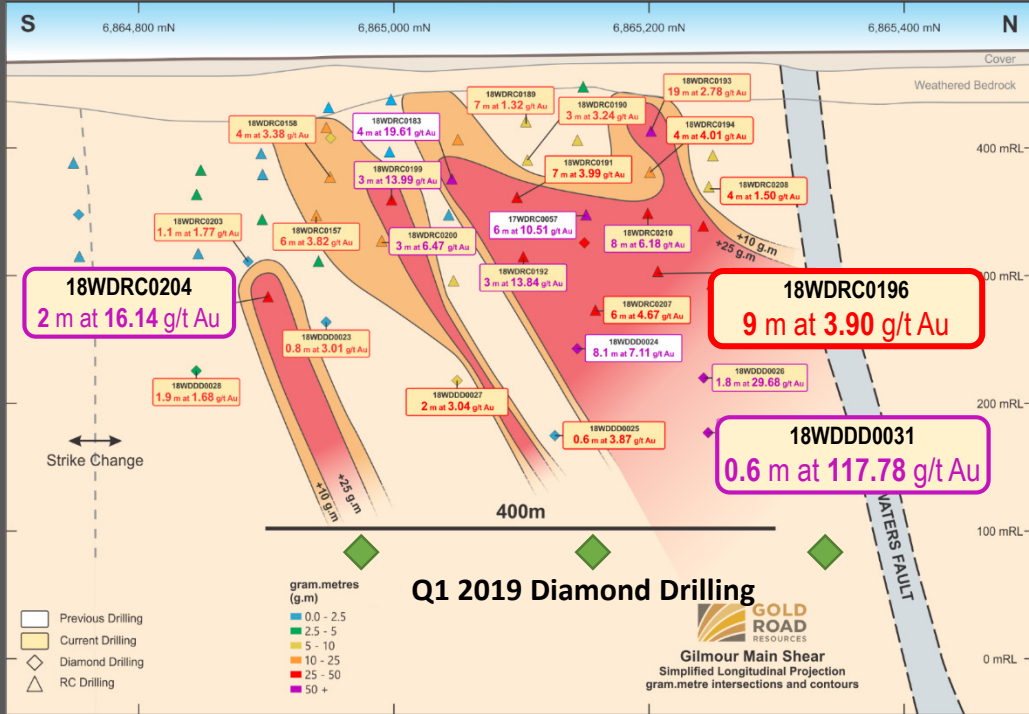 S
6,864,800 mN
6,865,000 mN
6,865,200 mN
6,865,400 mN
N
Cover
Weathered Bedrock
18WDRC0193
19 m at 2.78 g/t Au
18WDRC0189
7 m at 1.32 g/t Au
18WDRC0190
3 m at 3.24 g/t Au
18WDRC0158
4 m at 3.38 g/t Au
18WDRC0183
4 m at 19.61 g/t Au
18WDRC0194
4 m at 4.01 g/t Au
400 mRL
18WDRC0199
3 m at 13.99 g/t Au
18WDRC0191
7 m at 3.99 g/t Au
18WDRC0208
4 m at 1.50 g/t Au
18WDRC0203
1.1 m at 1.77 g/t Au
18WDRC0157
6 m at 3.82 g/t Au
18WDRC0200
3 m at 6.47 g/t Au
17WDRC0057
6 m at 10.51 g/t Au
18WDRC0210
8 m at 6.18 g/t Au
+10 g.m
+25 g.m
18WDRC0192
3 m at 13.84 g/t Au
00 mRL
18WDRC0204
2 m at 16.14 g/t Au
18WDRC0196
9 m at 3.90 g/t Au
18WDRC0207
6 m at 4.67 g/t Au
18WDDD0023
0.8 m at 3.01 g/t Au
18WDDD0024
8.1 m at 7.11 g/t Au
18WDDD0028
1.9 m at 1.68 g/t Au
18WDDD0027
2 m at 3.04 g/t Au
18WDDD0026
1.8 m at 29.68 g/t Au
200 mRL
18WDDD0025
0.6 m at 3.87 g/t Au
18WDDD0031
0.6 m at 117.78 g/t Au
Strike Change
+10 g.m
+25 g.m
+10 g.m
+25 g.m
400m
WATERS FAULT
100 mRL
Q1 2019 Diamond Drilling
gram.metres
(g.m)
0.0 - 2.5
2.5 - 5
5 - 10
10 - 25
25 - 50
50 +
Previous Drilling
Current Drilling
Diamond Drilling
RC Drilling
GOLD
ROAD
RESOURCES
Gilmour Main Shear
Simplified Longitudinal Projection
gram.metre intersections and contours
0 mRL